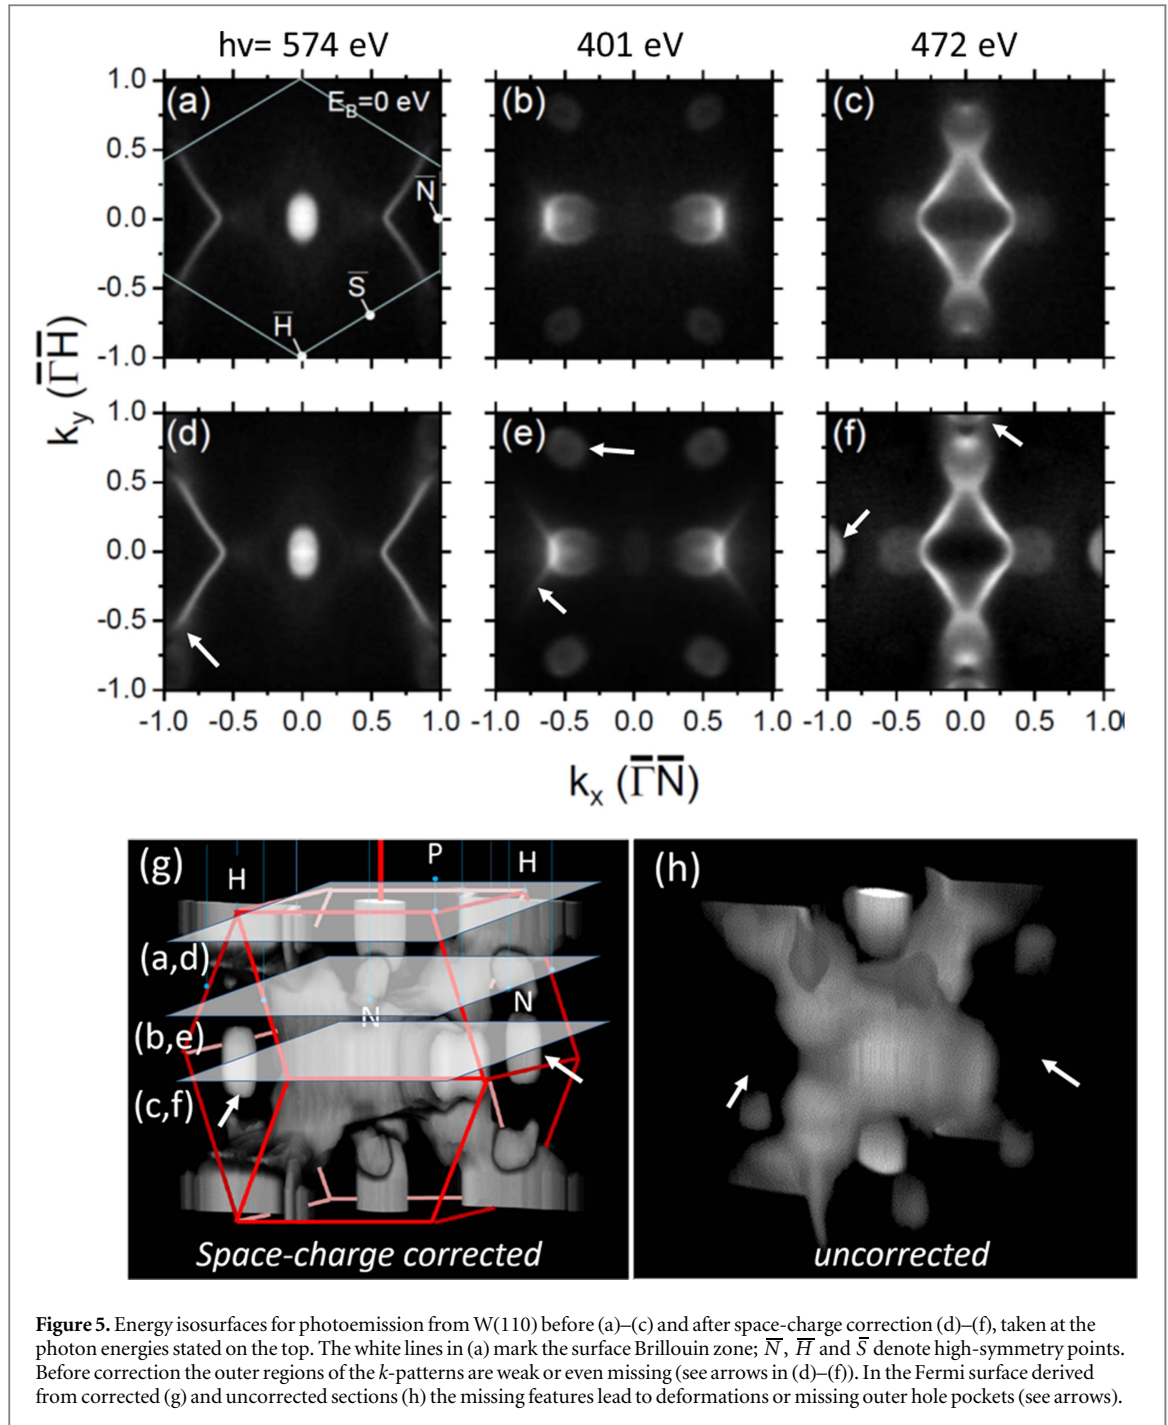 hν= 574 eV 401 eV 472 eV
(a) E_B=0 eV (b) (c)
1.0
0.5
0.0
-0.5
-1.0
N̅
S̅
H̅
k_y (Γ̅H̅)
(d) (e) (f)
1.0
0.5
0.0
-0.5
-1.0
-1.0 -0.5 0.0 0.5 1.0 -1.0 -0.5 0.0 0.5 1.0 -1.0 -0.5 0.0 0.5 1.0
k_x (Γ̅N̅)
(g) H P H
(a,d)
N N
(b,e)
(c,f)
Space-charge corrected
(h)
uncorrected
Figure 5. Energy isosurfaces for photoemission from W(110) before (a)–(c) and after space-charge correction (d)–(f), taken at the
photon energies stated on the top. The white lines in (a) mark the surface Brillouin zone; N̅, H̅ and S̅ denote high-symmetry points.
Before correction the outer regions of the k-patterns are weak or even missing (see arrows in (d)–(f)). In the Fermi surface derived
from corrected (g) and uncorrected sections (h) the missing features lead to deformations or missing outer hole pockets (see arrows).